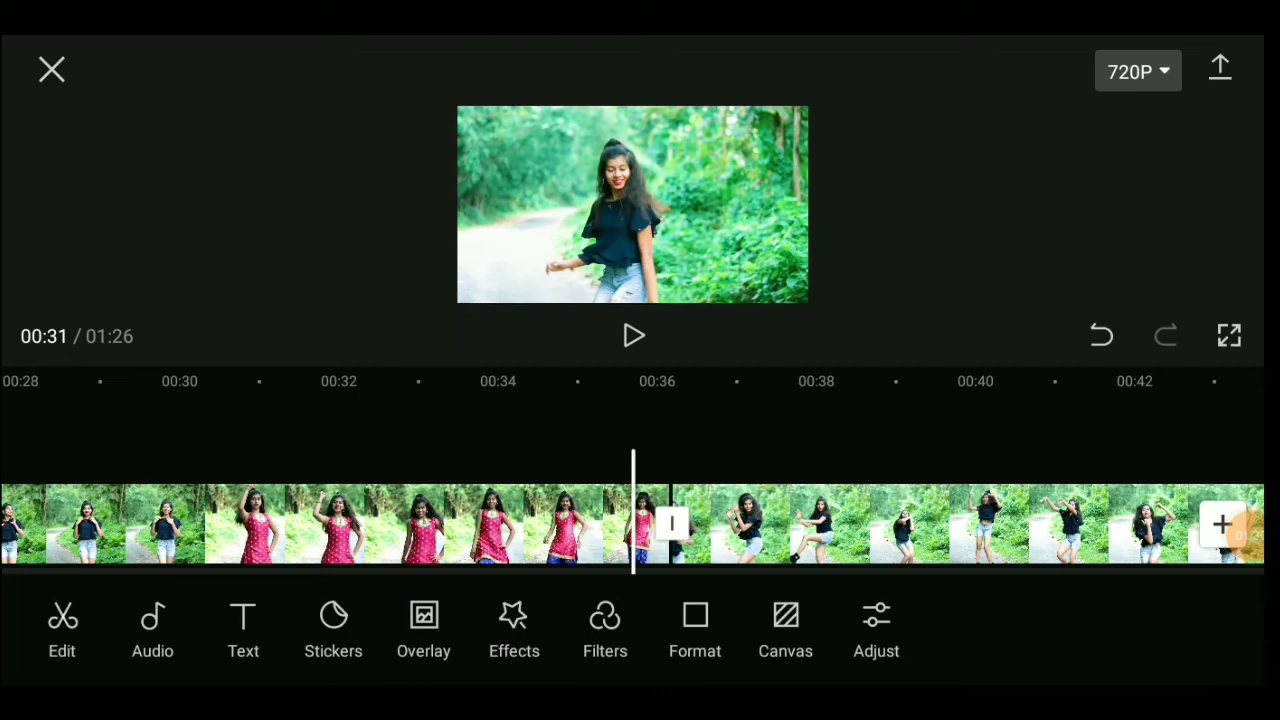 720P
00:31 / 01:26
00:28 00:30 00:32 00:34 00:36 00:38 00:40 00:42
Edit Audio Text Stickers Overlay Effects Filters Format Canvas Adjust